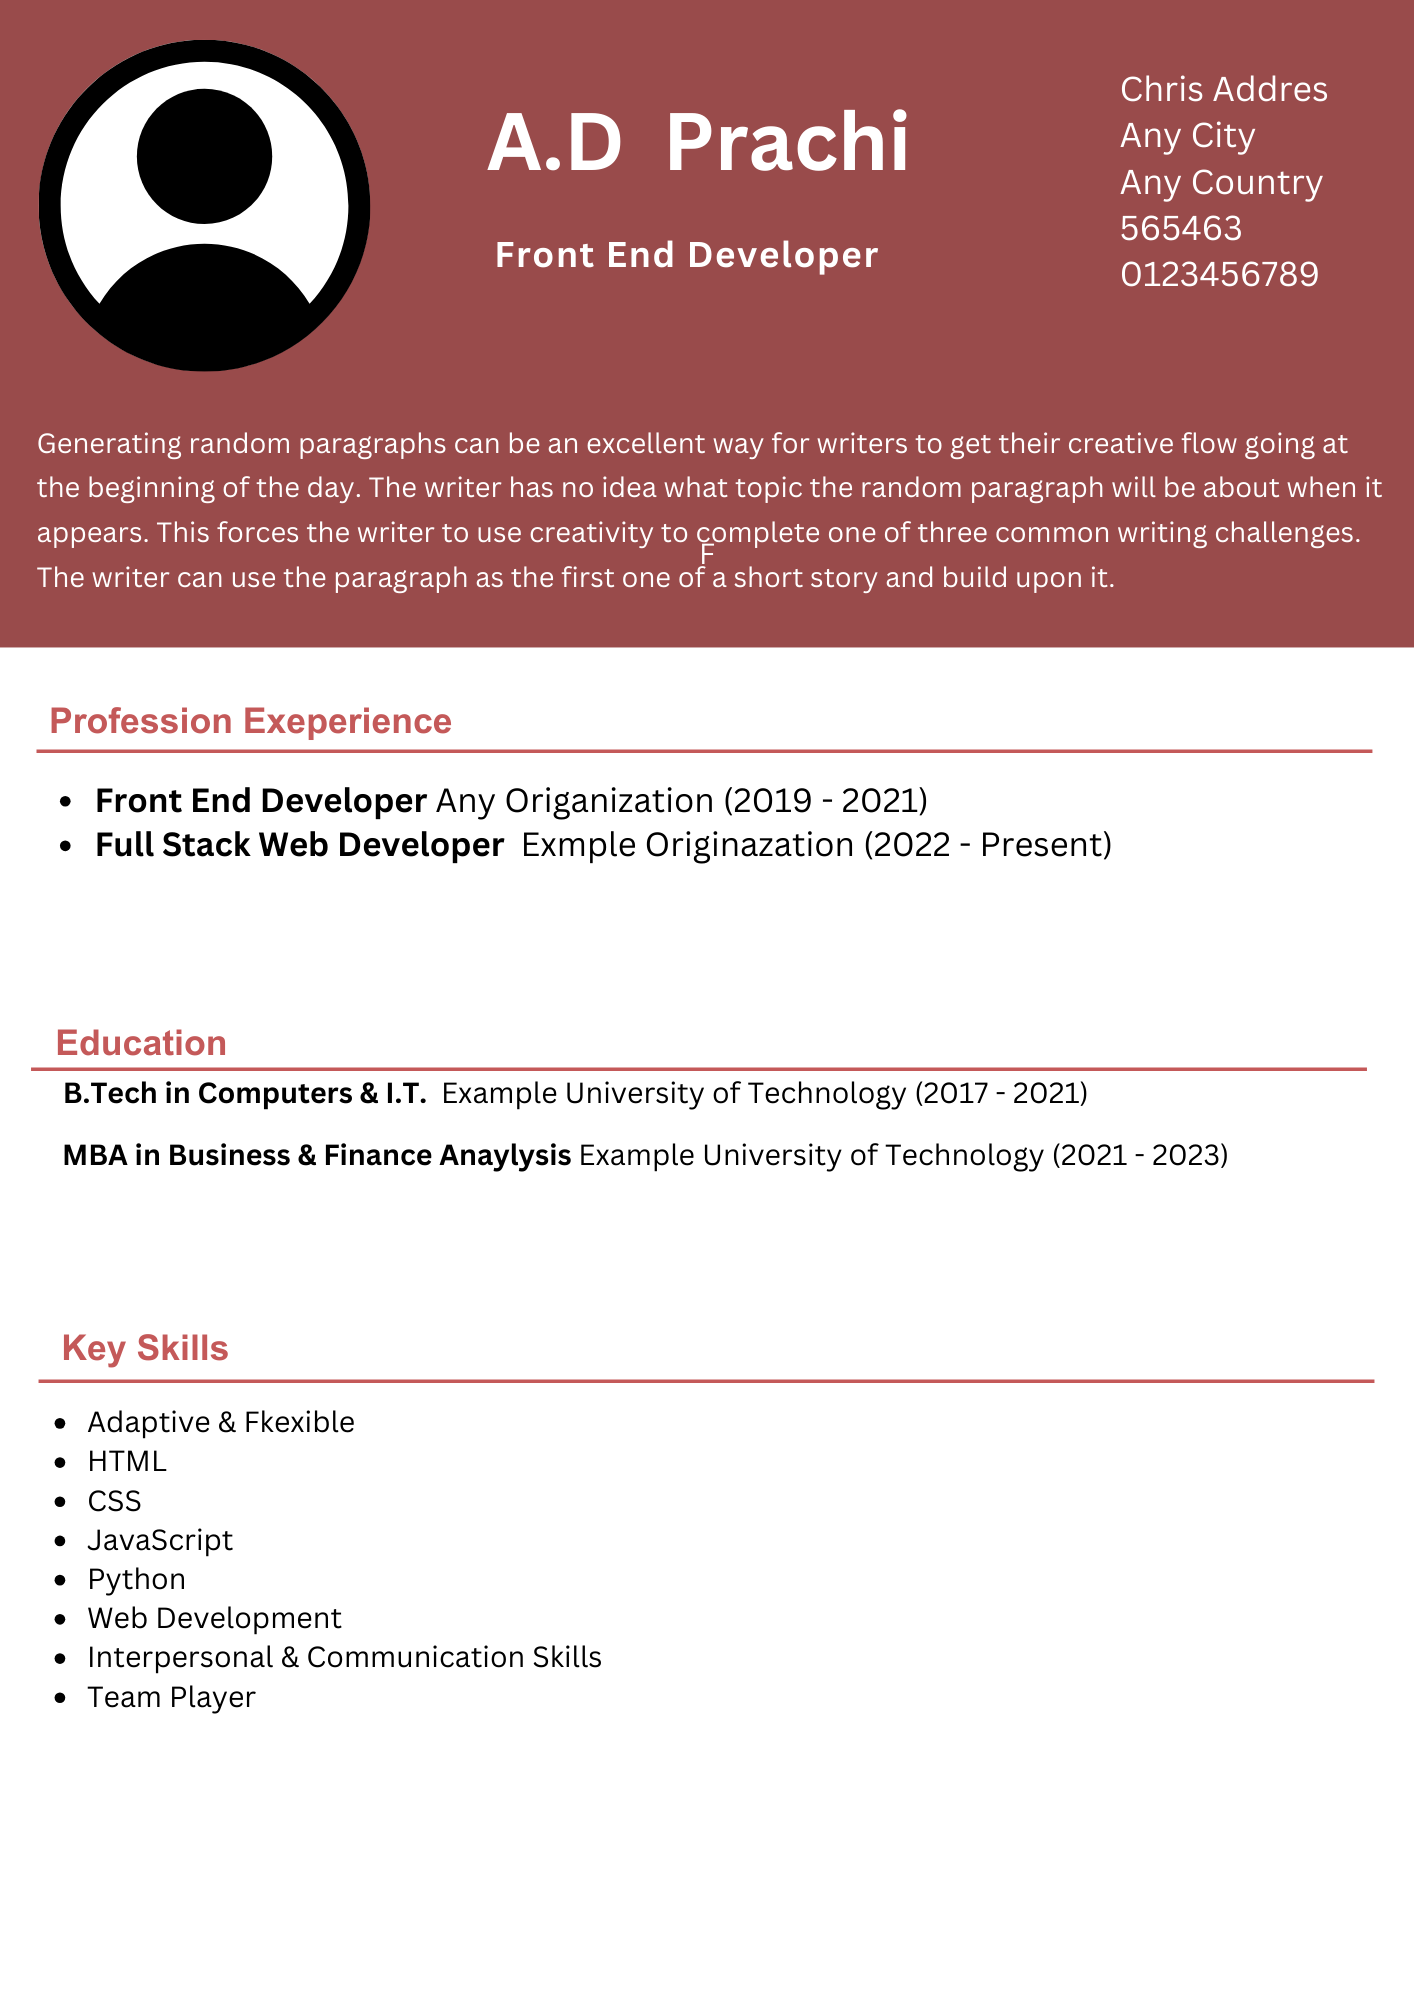 A.D Prachi
Front End Developer
Chris Addres
Any City
Any Country
565463
0123456789
Generating random paragraphs can be an excellent way for writers to get their creative flow going at
the beginning of the day. The writer has no idea what topic the random paragraph will be about when it
appears. This forces the writer to use creativity to complete one of three common writing challenges.
F
The writer can use the paragraph as the first one of a short story and build upon it.
Profession Exeperience
• Front End Developer Any Origanization (2019 - 2021)
• Full Stack Web Developer Exmple Originazation (2022 - Present)
Education
B.Tech in Computers & I.T. Example University of Technology (2017 - 2021)
MBA in Business & Finance Anaylysis Example University of Technology (2021 - 2023)
Key Skills
• Adaptive & Fkexible
• HTML
• CSS
• JavaScript
• Python
• Web Development
• Interpersonal & Communication Skills
• Team Player